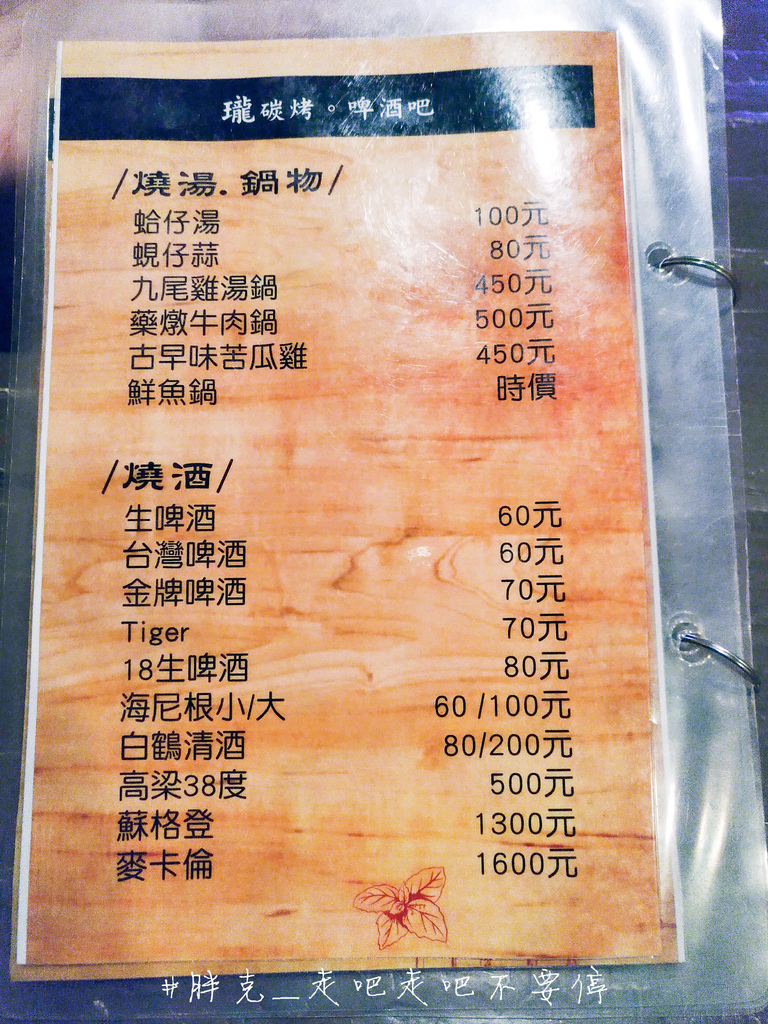 瓏碳烤。啤酒吧
/燒湯.鍋物/
蛤仔湯 100元
蜆仔蒜 80元
九尾雞湯鍋 450元
藥燉牛肉鍋 500元
古早味苦瓜雞 450元
鮮魚鍋 時價
/燒酒/
生啤酒 60元
台灣啤酒 60元
金牌啤酒 70元
Tiger 70元
18生啤酒 80元
海尼根小/大 60 /100元
白鶴清酒 80/200元
高粱38度 500元
蘇格登 1300元
麥卡倫 1600元
#胖克_走吧走吧不要停